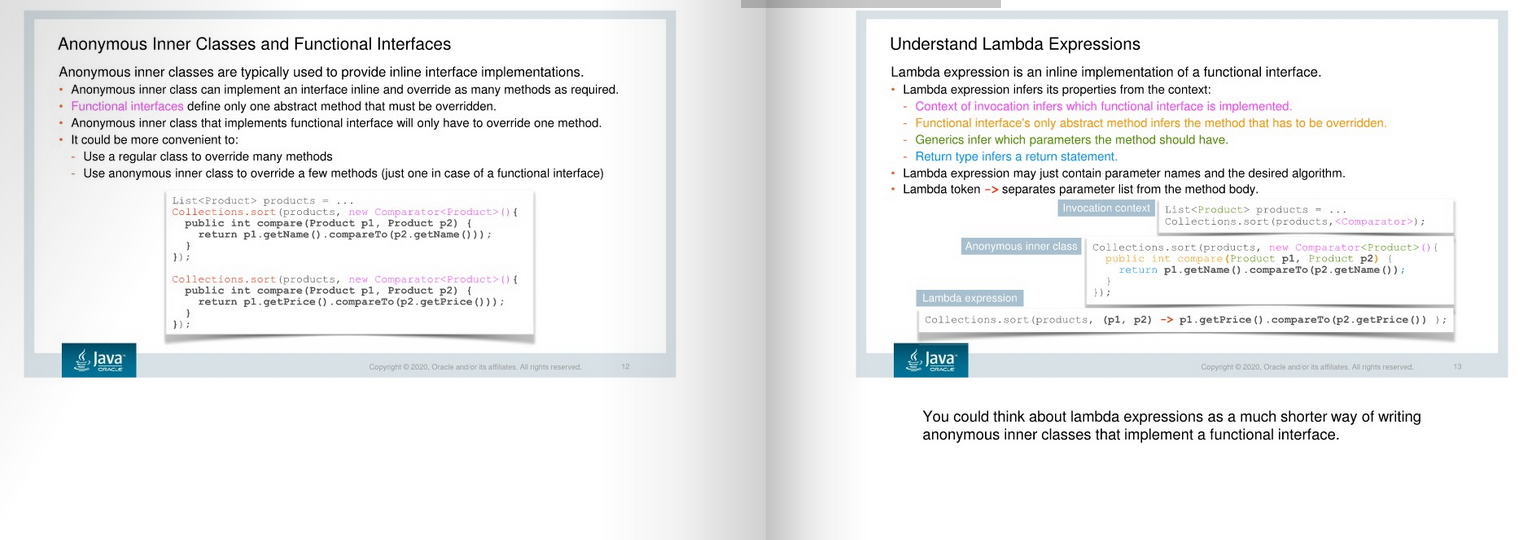 Anonymous Inner Classes and Functional Interfaces
Anonymous inner classes are typically used to provide inline interface implementations.
• Anonymous inner class can implement an interface inline and override as many methods as required.
• Functional interfaces define only one abstract method that must be overridden.
• Anonymous inner class that implements functional interface will only have to override one method.
• It could be more convenient to:
- Use a regular class to override many methods
- Use anonymous inner class to override a few methods (just one in case of a functional interface)
List<Product> products = ...
Collections.sort(products, new Comparator<Product>(){
public int compare(Product p1, Product p2) {
return p1.getName().compareTo(p2.getName()));
}
});
Collections.sort(products, new Comparator<Product>(){
public int compare(Product p1, Product p2) {
return p1.getPrice().compareTo(p2.getPrice()));
}
});
Java
ORACLE
Copyright © 2020, Oracle and/or its affiliates. All rights reserved. 12
Understand Lambda Expressions
Lambda expression is an inline implementation of a functional interface.
• Lambda expression infers its properties from the context:
- Context of invocation infers which functional interface is implemented.
- Functional interface's only abstract method infers the method that has to be overridden.
- Generics infer which parameters the method should have.
- Return type infers a return statement.
• Lambda expression may just contain parameter names and the desired algorithm.
• Lambda token -> separates parameter list from the method body.
Invocation context
List<Product> products = ...
Collections.sort(products,<Comparator>);
Anonymous inner class
Collections.sort(products, new Comparator<Product>(){
public int compare(Product p1, Product p2) {
return p1.getName().compareTo(p2.getName());
}
});
Lambda expression
Collections.sort(products, (p1, p2) -> p1.getPrice().compareTo(p2.getPrice()) );
Java
ORACLE
Copyright © 2020, Oracle and/or its affiliates. All rights reserved. 13
You could think about lambda expressions as a much shorter way of writing
anonymous inner classes that implement a functional interface.